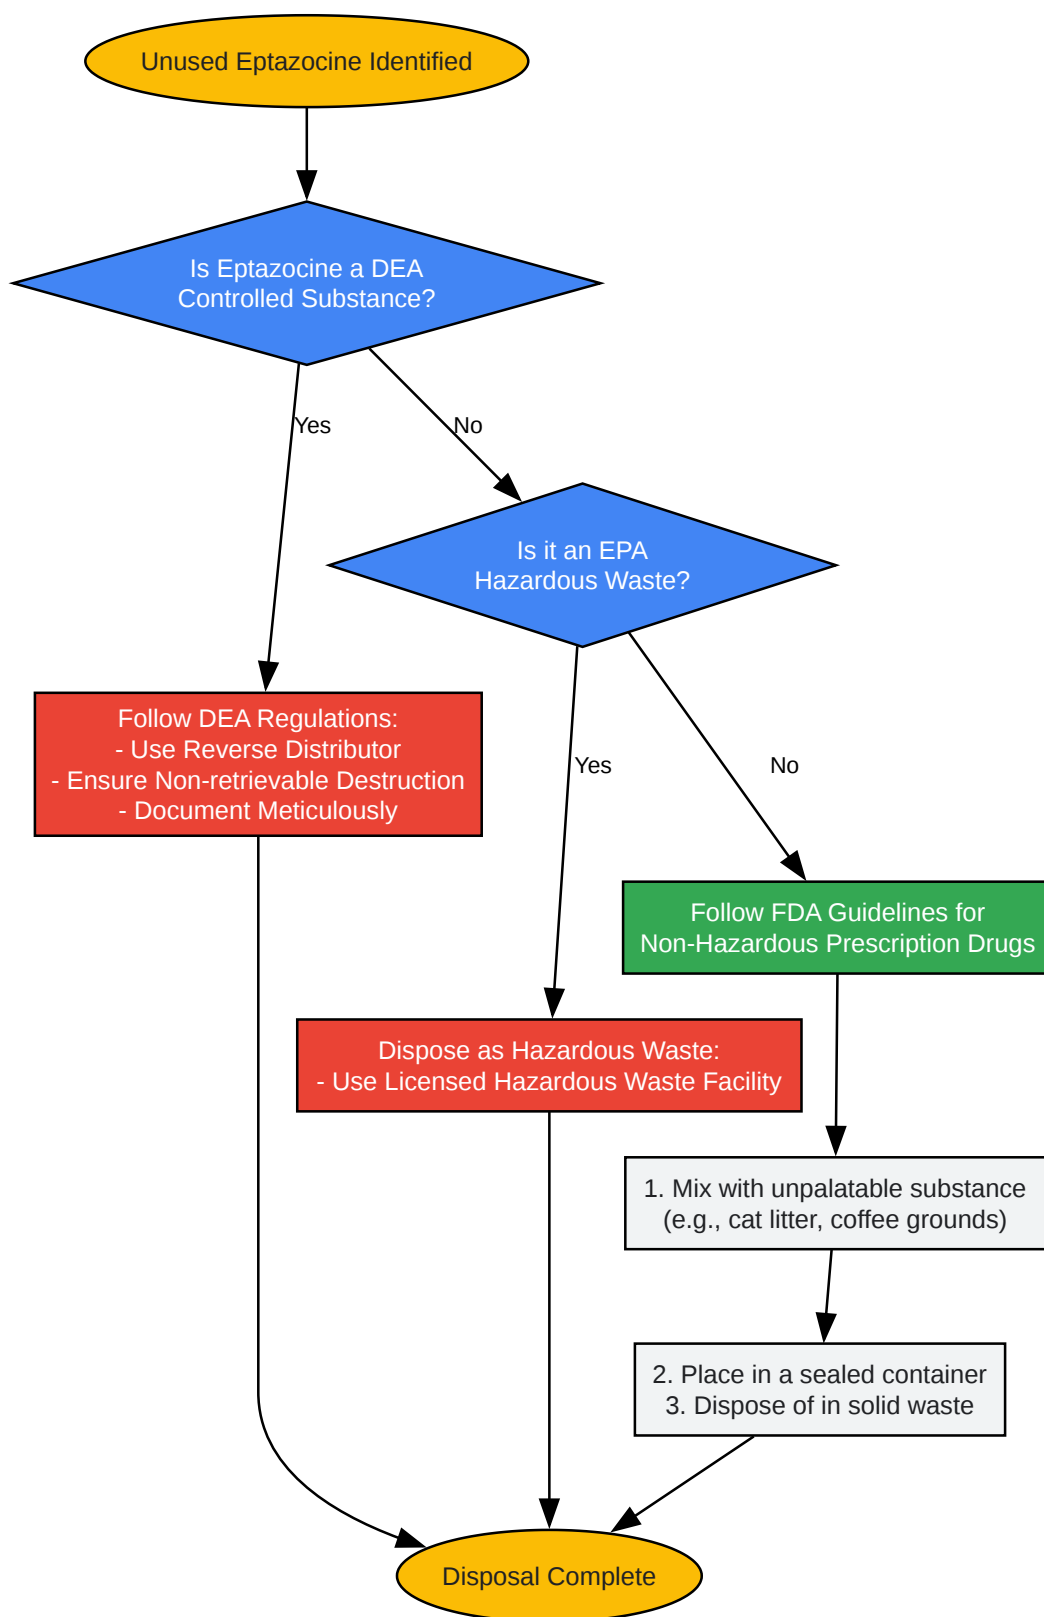 Unused Eptazocine Identified
Is Eptazocine a DEA
Controlled Substance?
Yes
No
Is it an EPA
Hazardous Waste?
Follow DEA Regulations:
- Use Reverse Distributor
- Ensure Non-retrievable Destruction
- Document Meticulously
Yes
No
Follow FDA Guidelines for
Non-Hazardous Prescription Drugs
Dispose as Hazardous Waste:
- Use Licensed Hazardous Waste Facility
1. Mix with unpalatable substance
(e.g., cat litter, coffee grounds)
2. Place in a sealed container
3. Dispose of in solid waste
Disposal Complete